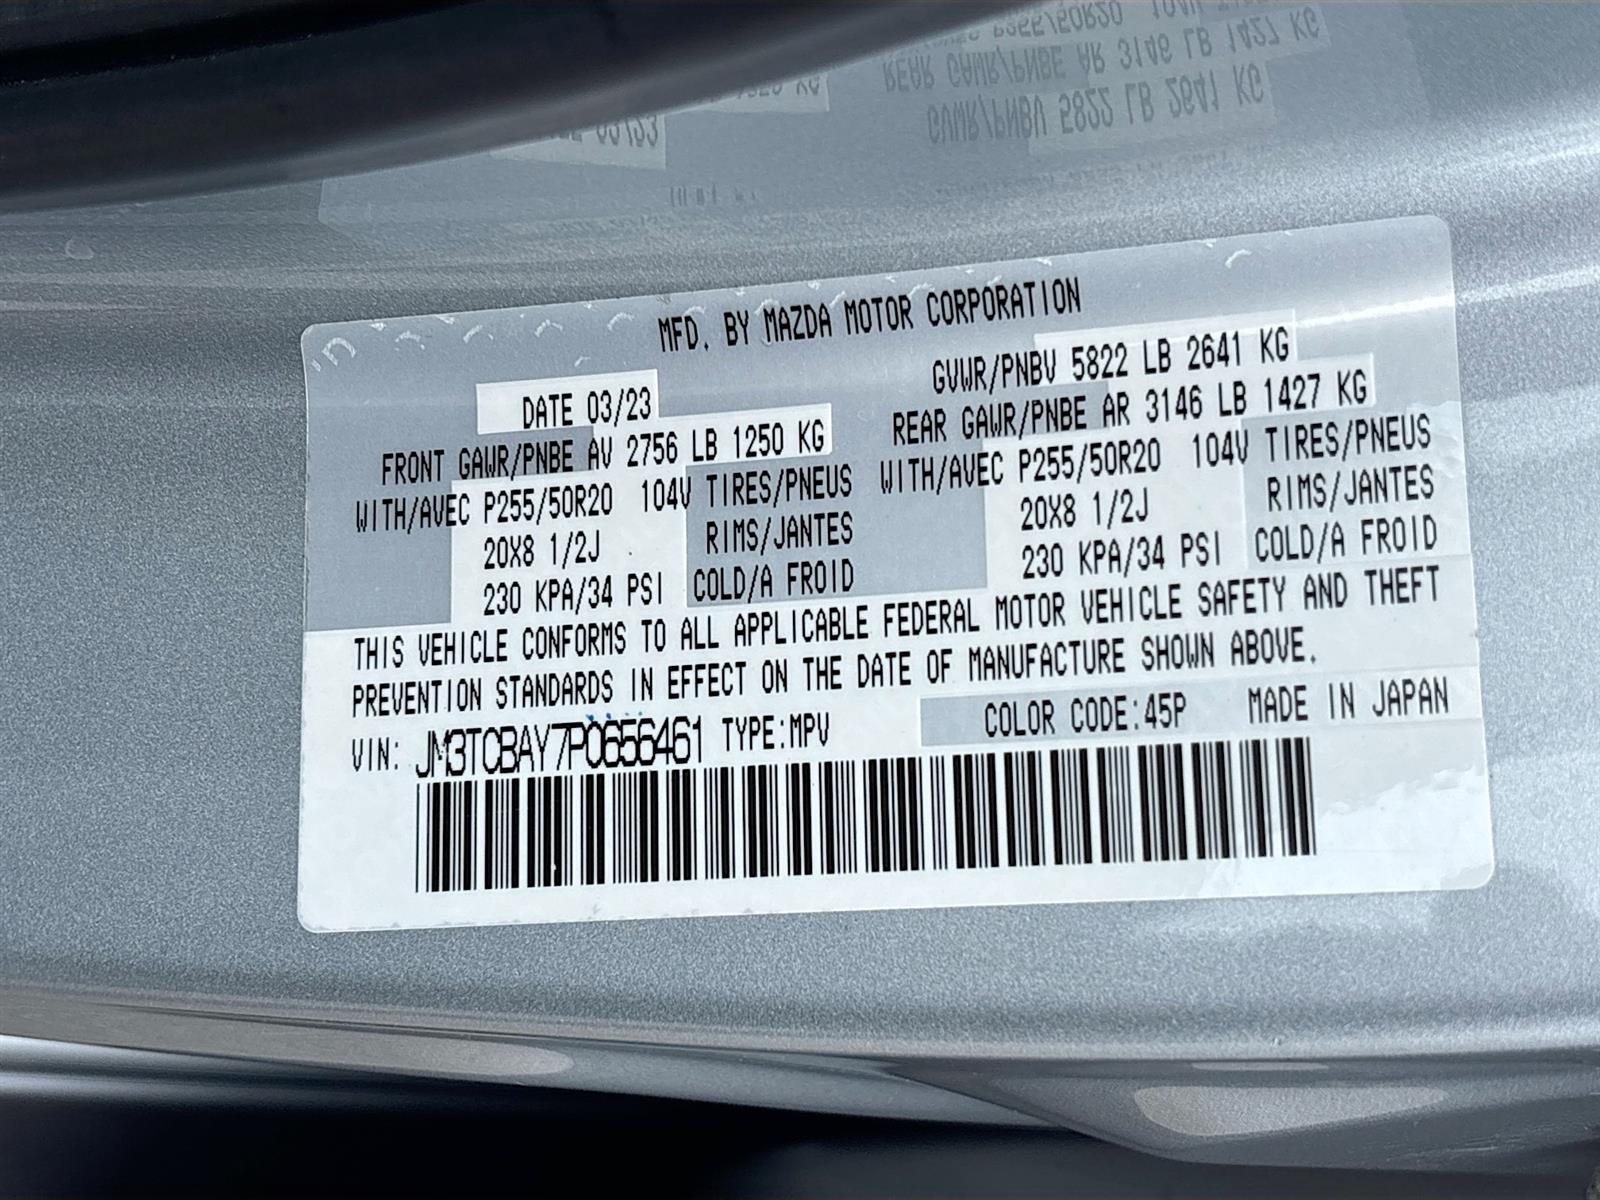 MFD. BY MAZDA MOTOR CORPORATION
DATE 03/23
GVWR/PNBV 5822 LB 2641 KG
FRONT GAWR/PNBE AV 2756 LB 1250 KG
REAR GAWR/PNBE AR 3146 LB 1427 KG
WITH/AVEC P255/50R20 104V TIRES/PNEUS
WITH/AVEC P255/50R20 104V TIRES/PNEUS
20X8 1/2J RIMS/JANTES
20X8 1/2J RIMS/JANTES
230 KPA/34 PSI COLD/A FROID
230 KPA/34 PSI COLD/A FROID
THIS VEHICLE CONFORMS TO ALL APPLICABLE FEDERAL MOTOR VEHICLE SAFETY AND THEFT
PREVENTION STANDARDS IN EFFECT ON THE DATE OF MANUFACTURE SHOWN ABOVE.
VIN: JM3TCBAY7P0656461 TYPE:MPV COLOR CODE:45P MADE IN JAPAN